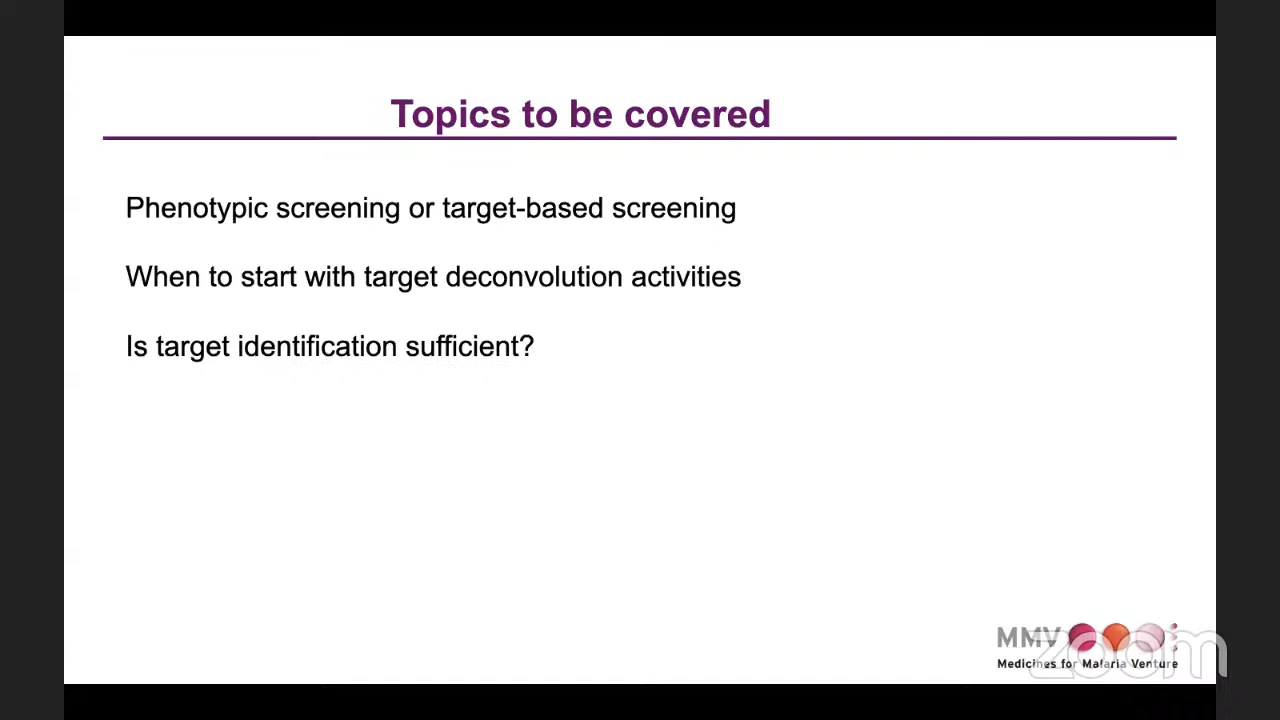 Topics to be covered
Phenotypic screening or target-based screening
When to start with target deconvolution activities
Is target identification sufficient?
MMV
Medicines for Malaria Venture
zoom